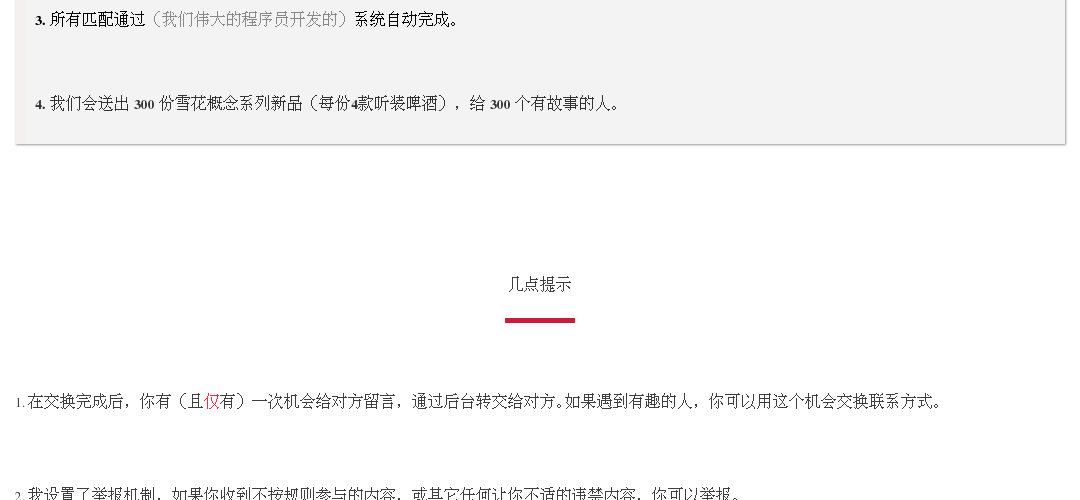 3. 所有匹配通过（我们伟大的程序员开发的）系统自动完成。
4. 我们会送出 300 份雪花概念系列新品（每份4款听装啤酒），给 300 个有故事的人。
几点提示
1. 在交换完成后，你有（且仅有）一次机会给对方留言，通过后台转交给对方。如果遇到有趣的人，你可以用这个机会交换联系方式。
2. 我设置了举报机制，如果你收到不按规则参与的内容，或其它任何让你不适的违禁内容，你可以举报。